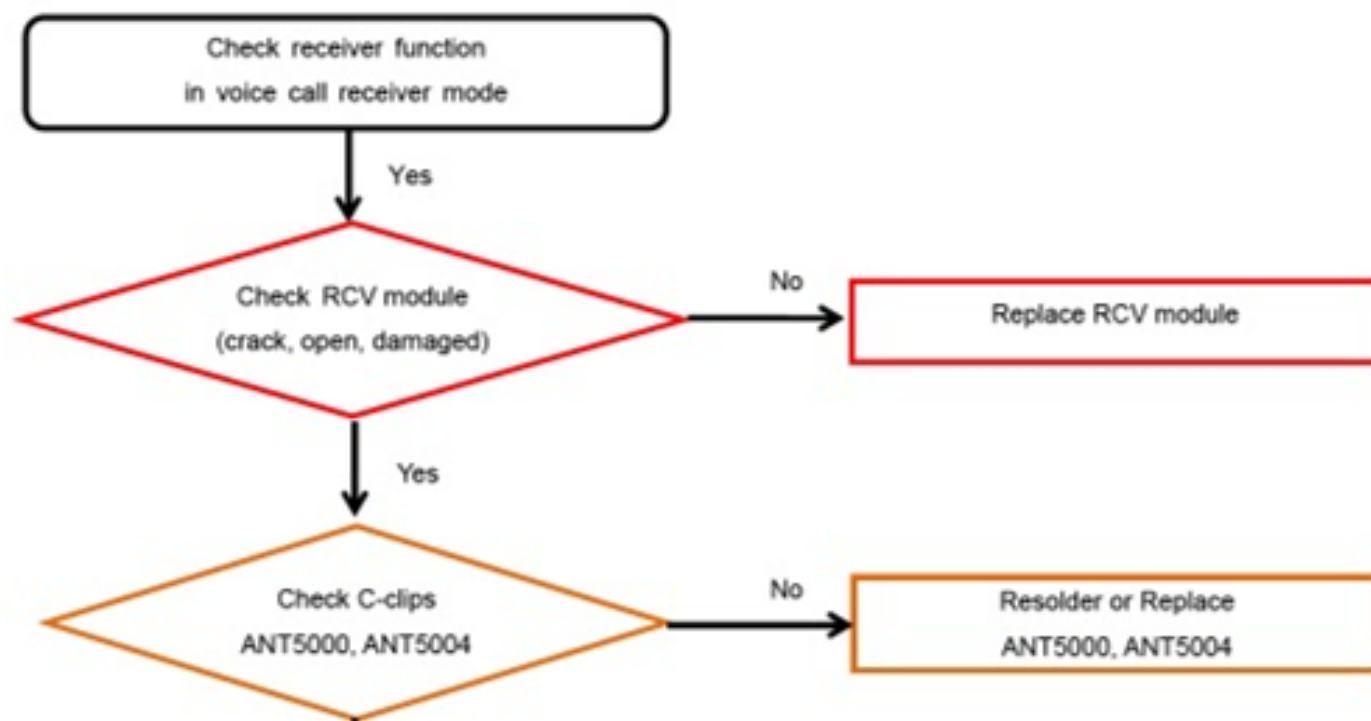 Check receiver function
in voice call receiver mode
Yes
Check RCV module
(crack, open, damaged)
No
Replace RCV module
Yes
Check C-clips
ANT5000, ANT5004
No
Resolder or Replace
ANT5000, ANT5004